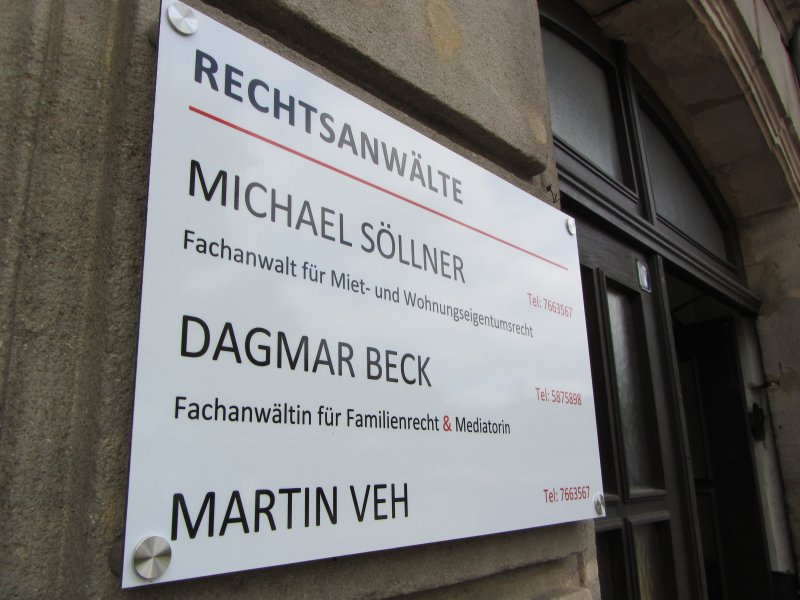 RECHTSANWÄLTE
MICHAEL SÖLLNER
Fachanwalt für Miet- und Wohnungseigentumsrecht
Tel: 7663567
DAGMAR BECK
Fachanwältin für Familienrecht & Mediatorin
Tel: 5875898
MARTIN VEH
Tel: 7663567